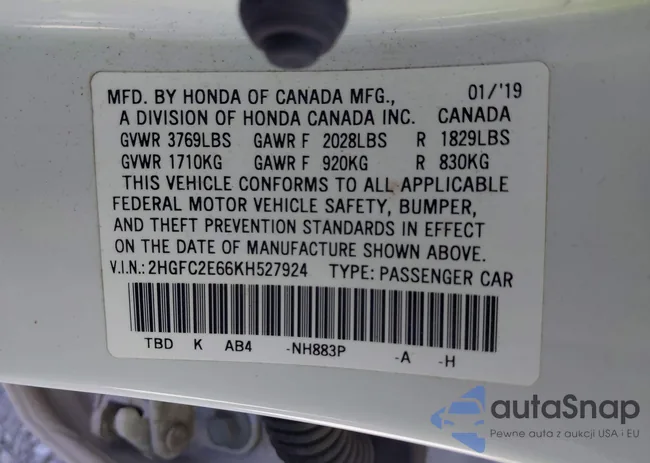 MFD. BY HONDA OF CANADA MFG., 01/'19
A DIVISION OF HONDA CANADA INC. CANADA
GVWR 3769LBS GAWR F 2028LBS R 1829LBS
GVWR 1710KG GAWR F 920KG R 830KG
THIS VEHICLE CONFORMS TO ALL APPLICABLE
FEDERAL MOTOR VEHICLE SAFETY, BUMPER,
AND THEFT PREVENTION STANDARDS IN EFFECT
ON THE DATE OF MANUFACTURE SHOWN ABOVE.
V.I.N.: 2HGFC2E66KH527924 TYPE: PASSENGER CAR
TBD K AB4 -NH883P -A -H
autaSnap
Pewne auta z aukcji USA i EU